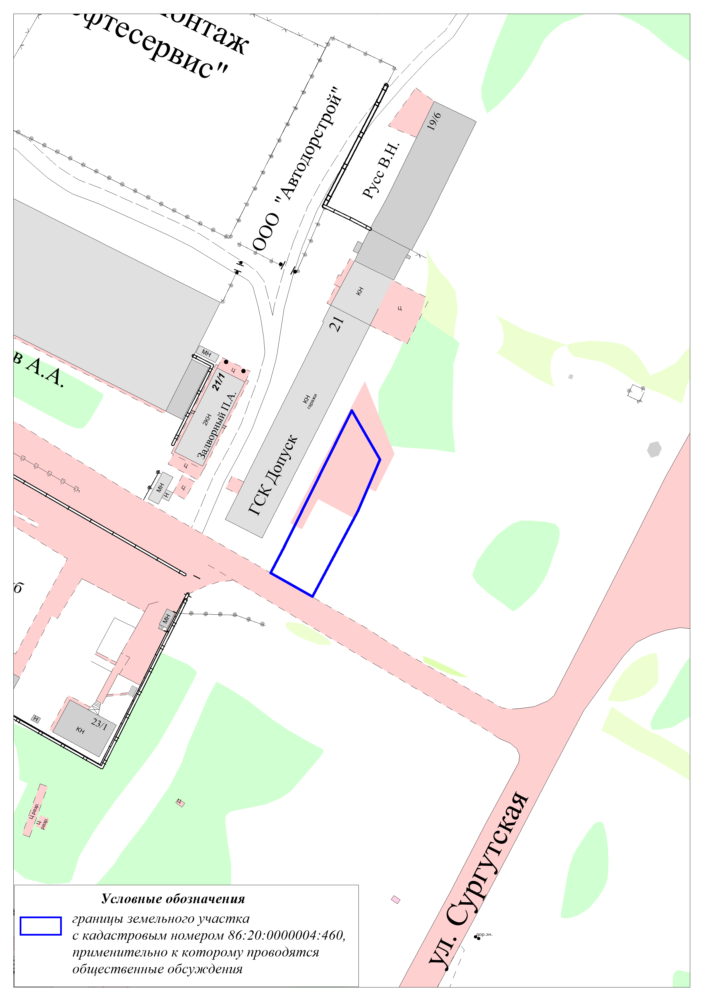 онтаж
фтесервис"
ООО "Автодорстрой"
19/6
Русс В.Н.
КН
Ц
21
МН
в А.А.
Ц
21/1
2КН
Задворный П.А.
Ц
Ц
КН
гаражи
ГСК Допуск
Ц
МН
Н
Ц
б
МН
Н
23/1
КН
Ц
Ц разр.
Ц
разр.
ул. Сургутская
дор.зн.
Условные обозначения
границы земельного участка
с кадастровым номером 86:20:0000004:460,
применительно к которому проводятся
общественные обсуждения